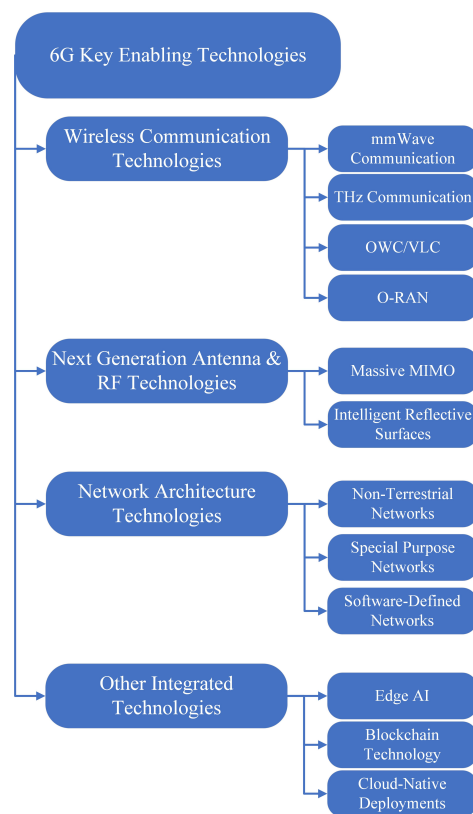 6G Key Enabling Technologies
Wireless Communication
Technologies
mmWave
Communication
THz Communication
OWC/VLC
O-RAN
Next Generation Antenna &
RF Technologies
Massive MIMO
Intelligent Reflective
Surfaces
Network Architecture
Technologies
Non-Terrestrial
Networks
Special Purpose
Networks
Software-Defined
Networks
Other Integrated
Technologies
Edge AI
Blockchain
Technology
Cloud-Native
Deployments